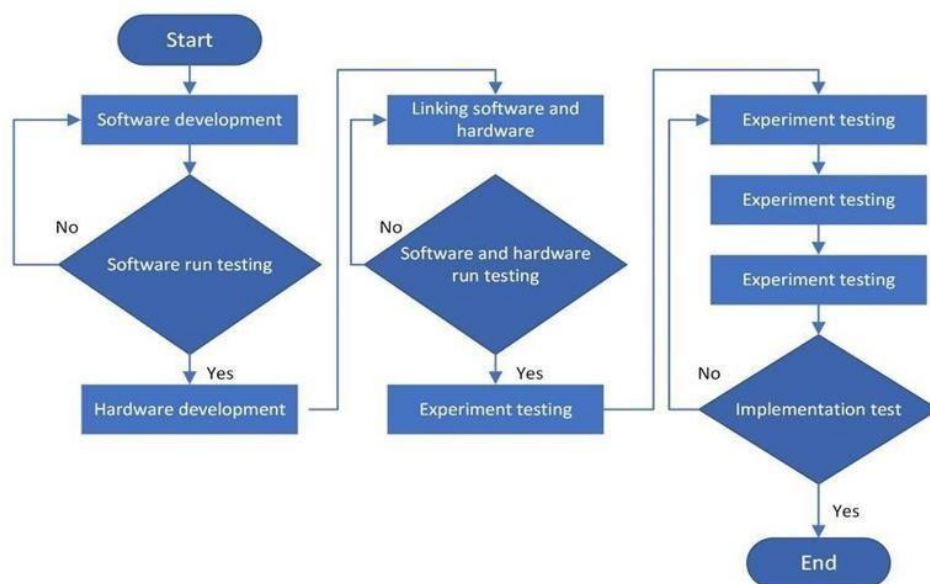 Start
Software development
No
Software run testing
Yes
Hardware development
Linking software and
hardware
No
Software and hardware
run testing
Yes
Experiment testing
Experiment testing
Experiment testing
Experiment testing
No
Implementation test
Yes
End